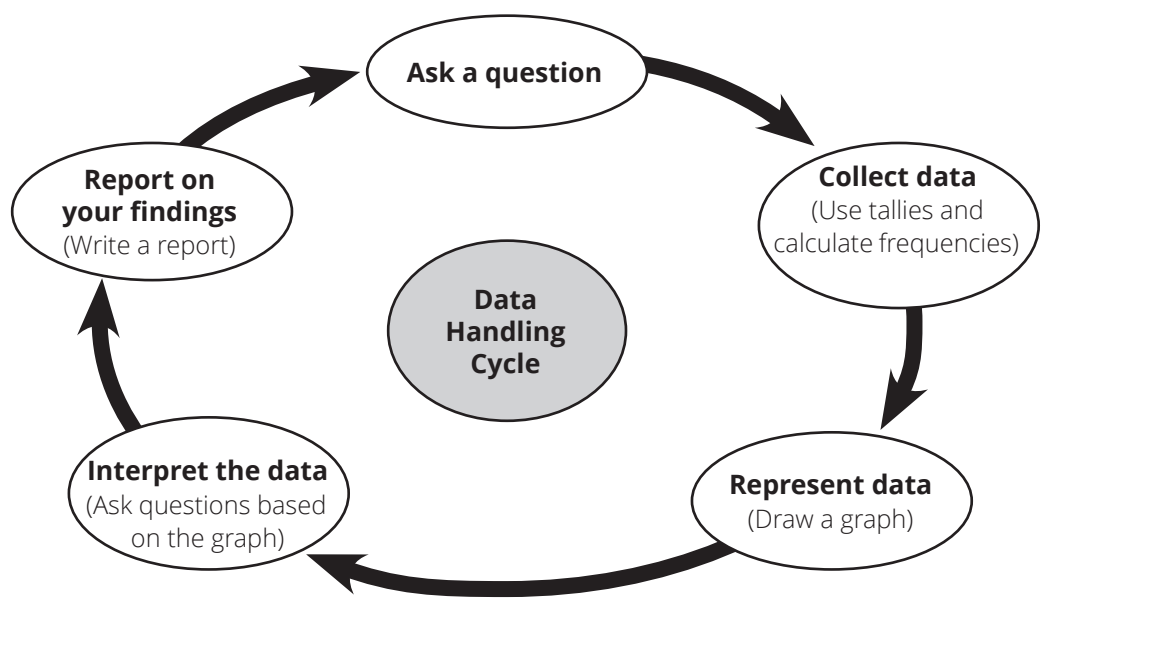 Ask a question
Collect data
(Use tallies and
calculate frequencies)
Represent data
(Draw a graph)
Interpret the data
(Ask questions based
on the graph)
Report on
your findings
(Write a report)
Data
Handling
Cycle